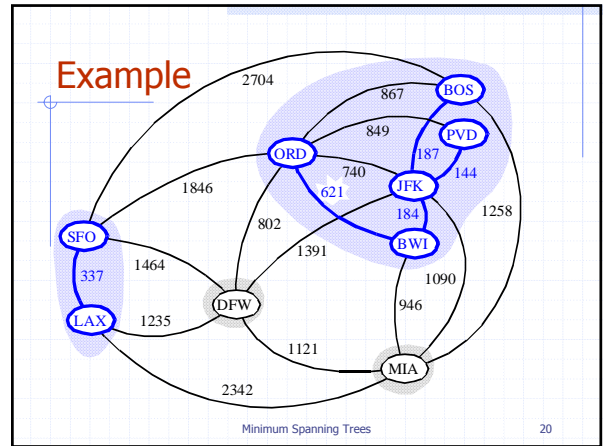 Example
2704
867
BOS
849
PVD
ORD
187
740
144
1846
621
JFK
184
1258
SFO
802
1391
BWI
1464
337
1090
DFW
946
LAX
1235
1121
MIA
2342
Minimum Spanning Trees 20